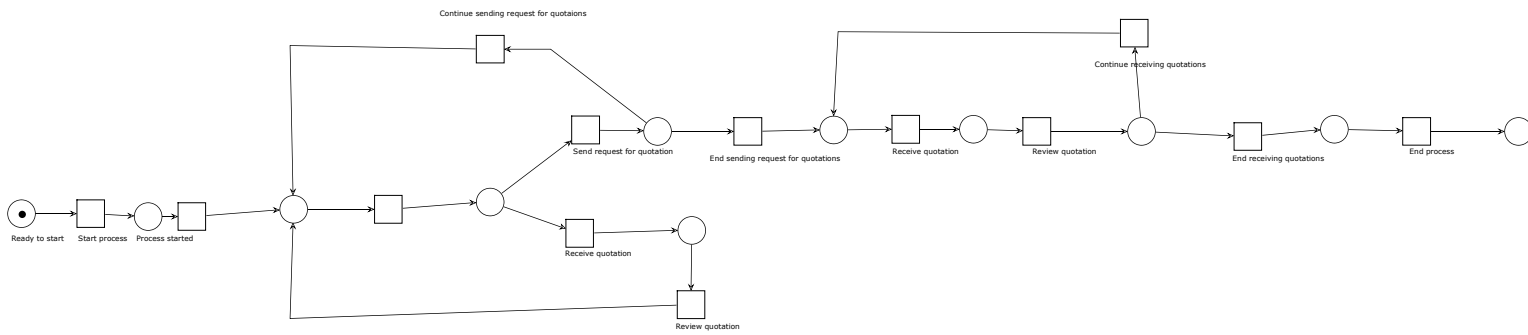 Continue sending request for quotaions
Continue receiving quotations
Send request for quotation
End sending request for quotations
Receive quotation
Review quotation
End receiving quotations
End process
Ready to start
Start process
Process started
Receive quotation
Review quotation